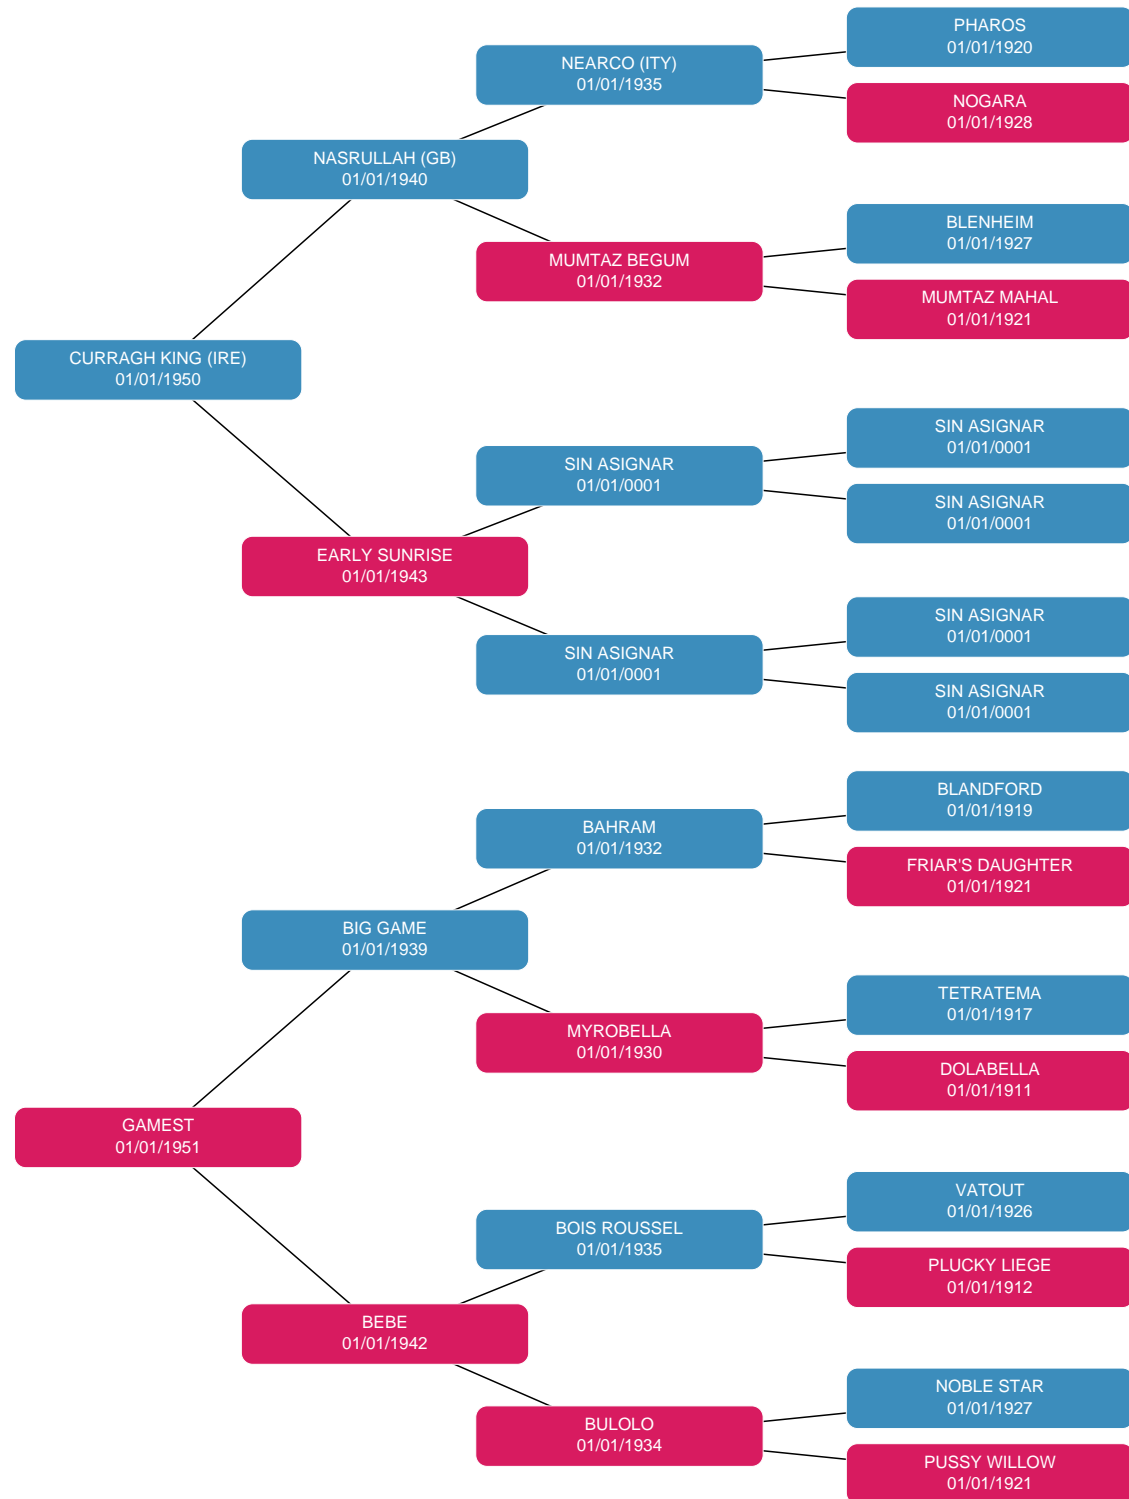 PHAROS
01/01/1920
NEARCO (ITY)
01/01/1935
NOGARA
01/01/1928
NASRULLAH (GB)
01/01/1940
BLENHEIM
01/01/1927
MUMTAZ BEGUM
01/01/1932
MUMTAZ MAHAL
01/01/1921
CURRAGH KING (IRE)
01/01/1950
SIN ASIGNAR
01/01/0001
SIN ASIGNAR
01/01/0001
SIN ASIGNAR
01/01/0001
EARLY SUNRISE
01/01/1943
SIN ASIGNAR
01/01/0001
SIN ASIGNAR
01/01/0001
SIN ASIGNAR
01/01/0001
BLANDFORD
01/01/1919
BAHRAM
01/01/1932
FRIAR'S DAUGHTER
01/01/1921
BIG GAME
01/01/1939
TETRATEMA
01/01/1917
MYROBELLA
01/01/1930
DOLABELLA
01/01/1911
GAMEST
01/01/1951
VATOUT
01/01/1926
BOIS ROUSSEL
01/01/1935
PLUCKY LIEGE
01/01/1912
BEBE
01/01/1942
NOBLE STAR
01/01/1927
BULOLO
01/01/1934
PUSSY WILLOW
01/01/1921